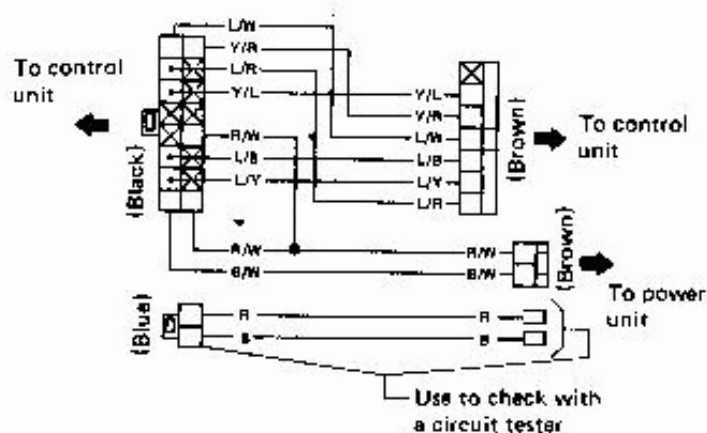 L/W
Y/R
L/R
Y/L
R/W
L/B
L/Y
R/W
B/W
Y/L
Y/R
L/W
L/B
L/Y
L/R
R/W
B/W
R
B
R
B
To control
unit
(Black)
(Brown)
To control
unit
(Brown)
To power
unit
(Blue)
Use to check with
a circuit tester